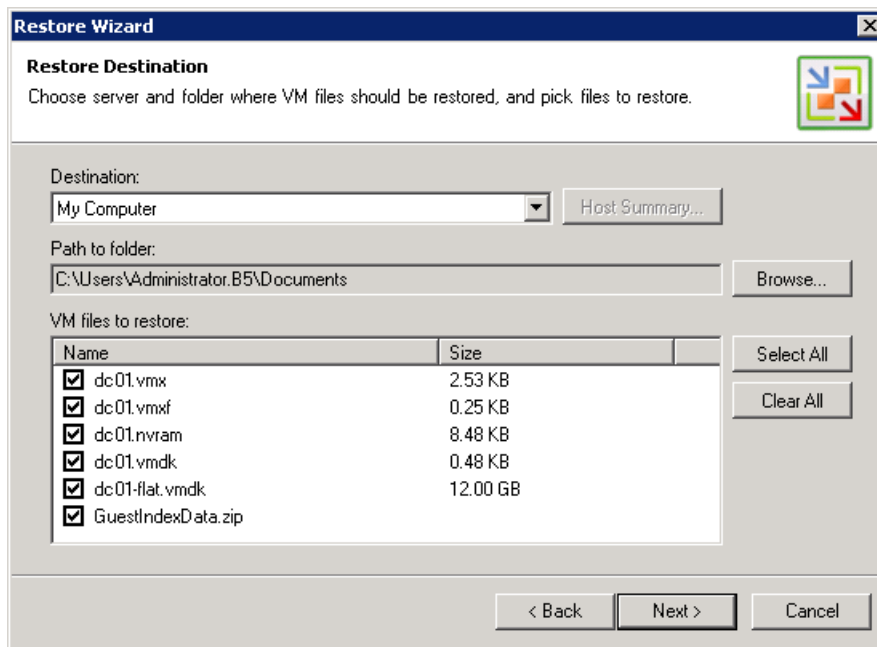 Restore Wizard
Restore Destination
Choose server and folder where VM files should be restored, and pick files to restore.
Destination:
My Computer
Host Summary...
Path to folder:
C:\Users\Administrator.B5\Documents
Browse...
VM files to restore:
Name Size
Select All
dc01.vmx 2.53 KB
dc01.vmxf 0.25 KB
Clear All
dc01.nvram 8.48 KB
dc01.vmdk 0.48 KB
dc01-flat.vmdk 12.00 GB
GuestIndexData.zip
< Back Next > Cancel